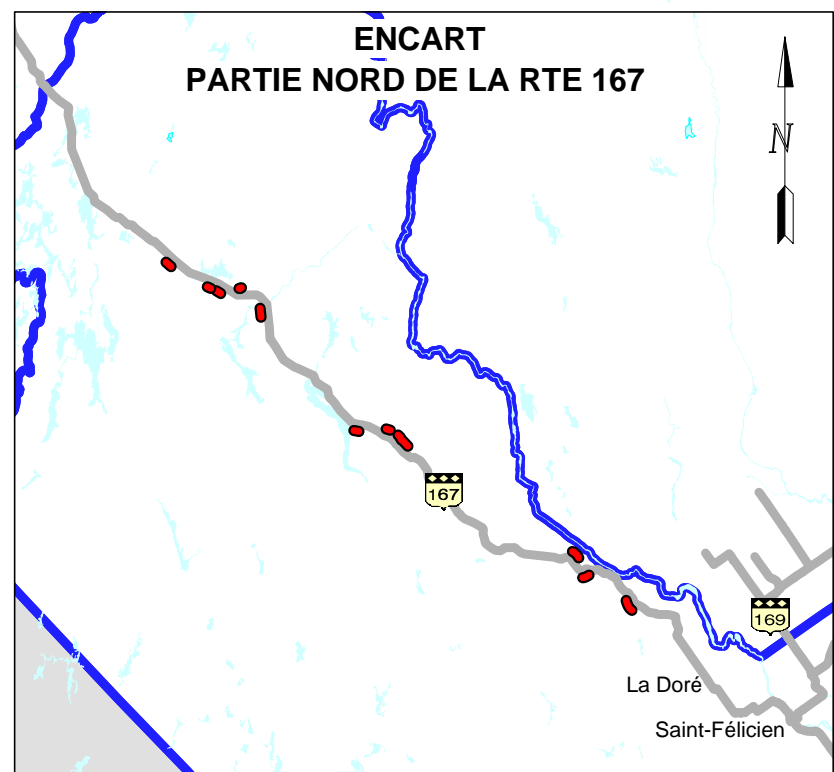 ENCART
PARTIE NORD DE LA RTE 167
N
167
169
La Doré
Saint-Félicien